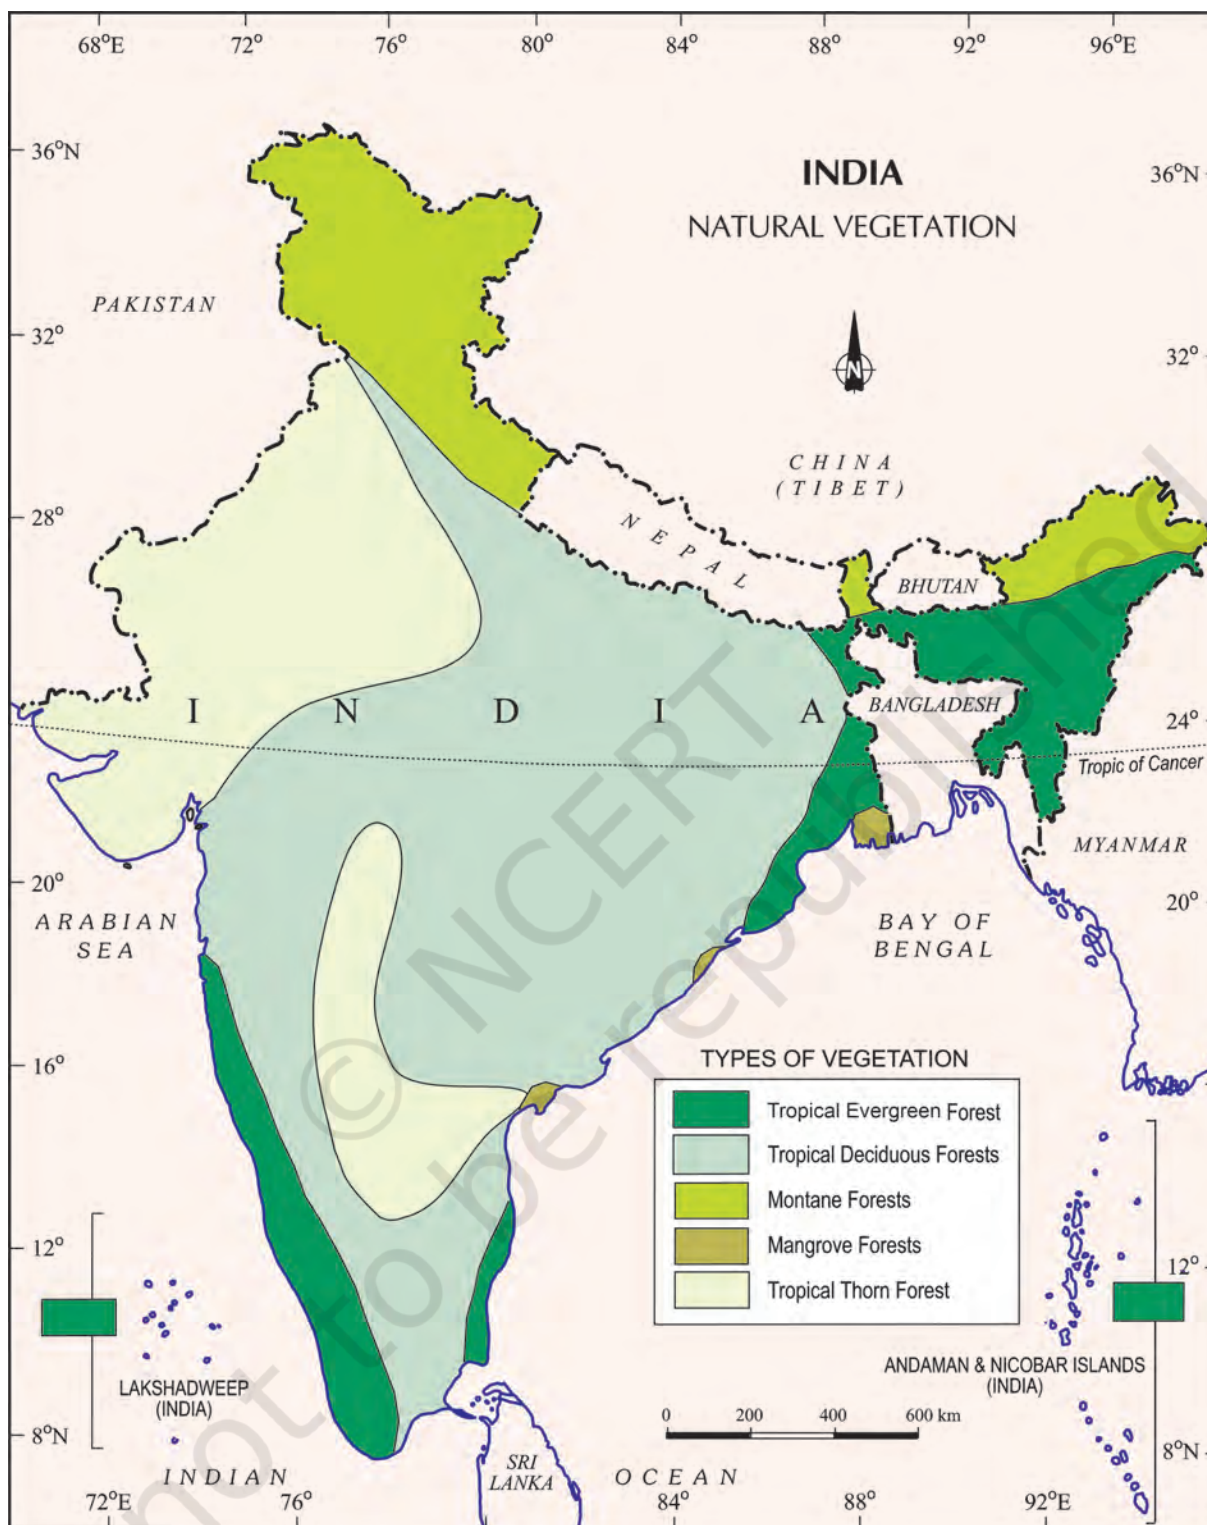 68°E 72° 76° 80° 84° 88° 92° 96°E
36°N
INDIA
36°N
NATURAL VEGETATION
PAKISTAN
32°
N
32°
CHINA
(TIBET)
28°
NEPAL
BHUTAN
I N D I A
BANGLADESH
24°
Tropic of Cancer
MYANMAR
20°
20°
ARABIAN
SEA
BAY OF
BENGAL
© NCERT
not to be republished
16°
TYPES OF VEGETATION
Tropical Evergreen Forest
Tropical Deciduous Forests
Montane Forests
Mangrove Forests
Tropical Thorn Forest
12°
12°
LAKSHADWEEP
(INDIA)
ANDAMAN & NICOBAR ISLANDS
(INDIA)
0 200 400 600 km
8°N
8°N
SRI
LANKA
INDIAN OCEAN
72°E 76° 84° 88° 92°E